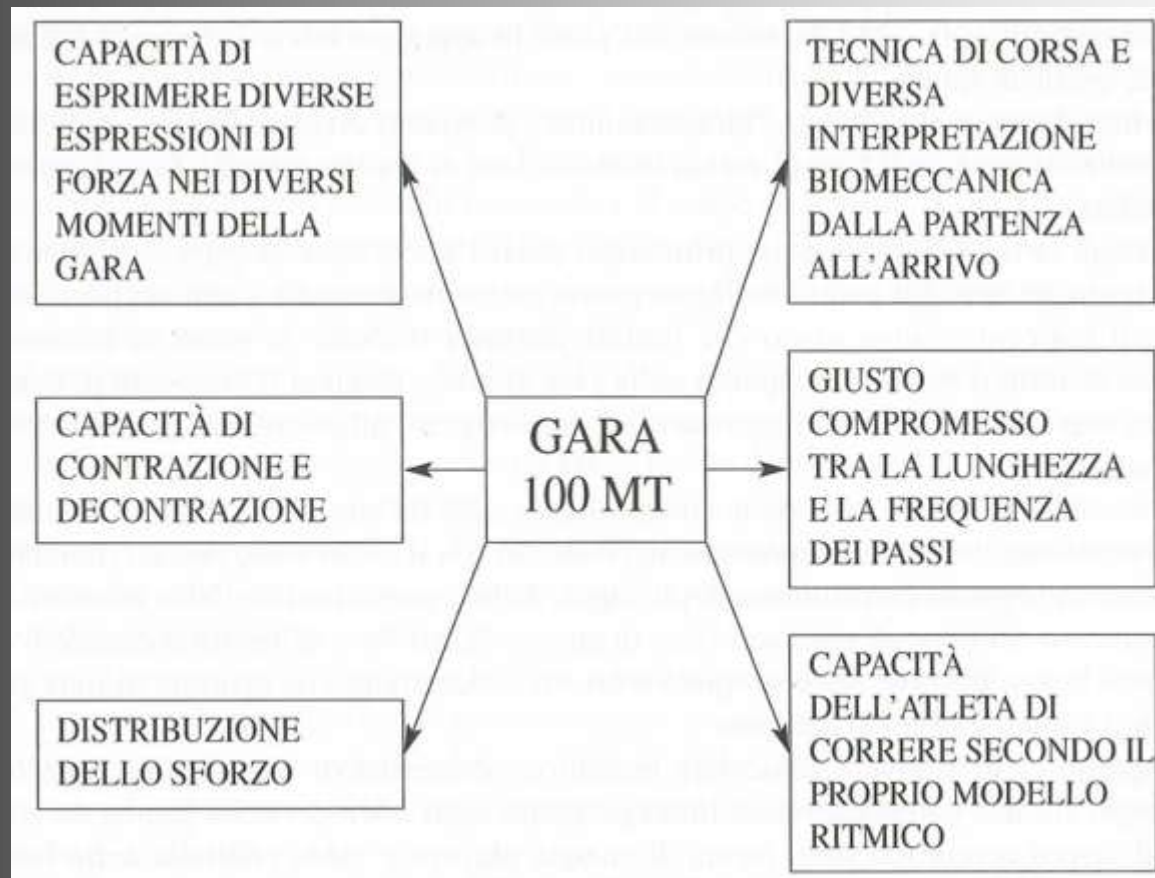 CAPACITÀ DI
ESPRIMERE DIVERSE
ESPRESSIONI DI
FORZA NEI DIVERSI
MOMENTI DELLA
GARA
TECNICA DI CORSA E
DIVERSA
INTERPRETAZIONE
BIOMECCANICA
DALLA PARTENZA
ALL'ARRIVO
CAPACITÀ DI
CONTRAZIONE E
DECONTRAZIONE
GARA
100 MT
GIUSTO
COMPROMESSO
TRA LA LUNGHEZZA
E LA FREQUENZA
DEI PASSI
DISTRIBUZIONE
DELLO SFORZO
CAPACITÀ
DELL'ATLETA DI
CORRERE SECONDO IL
PROPRIO MODELLO
RITMICO